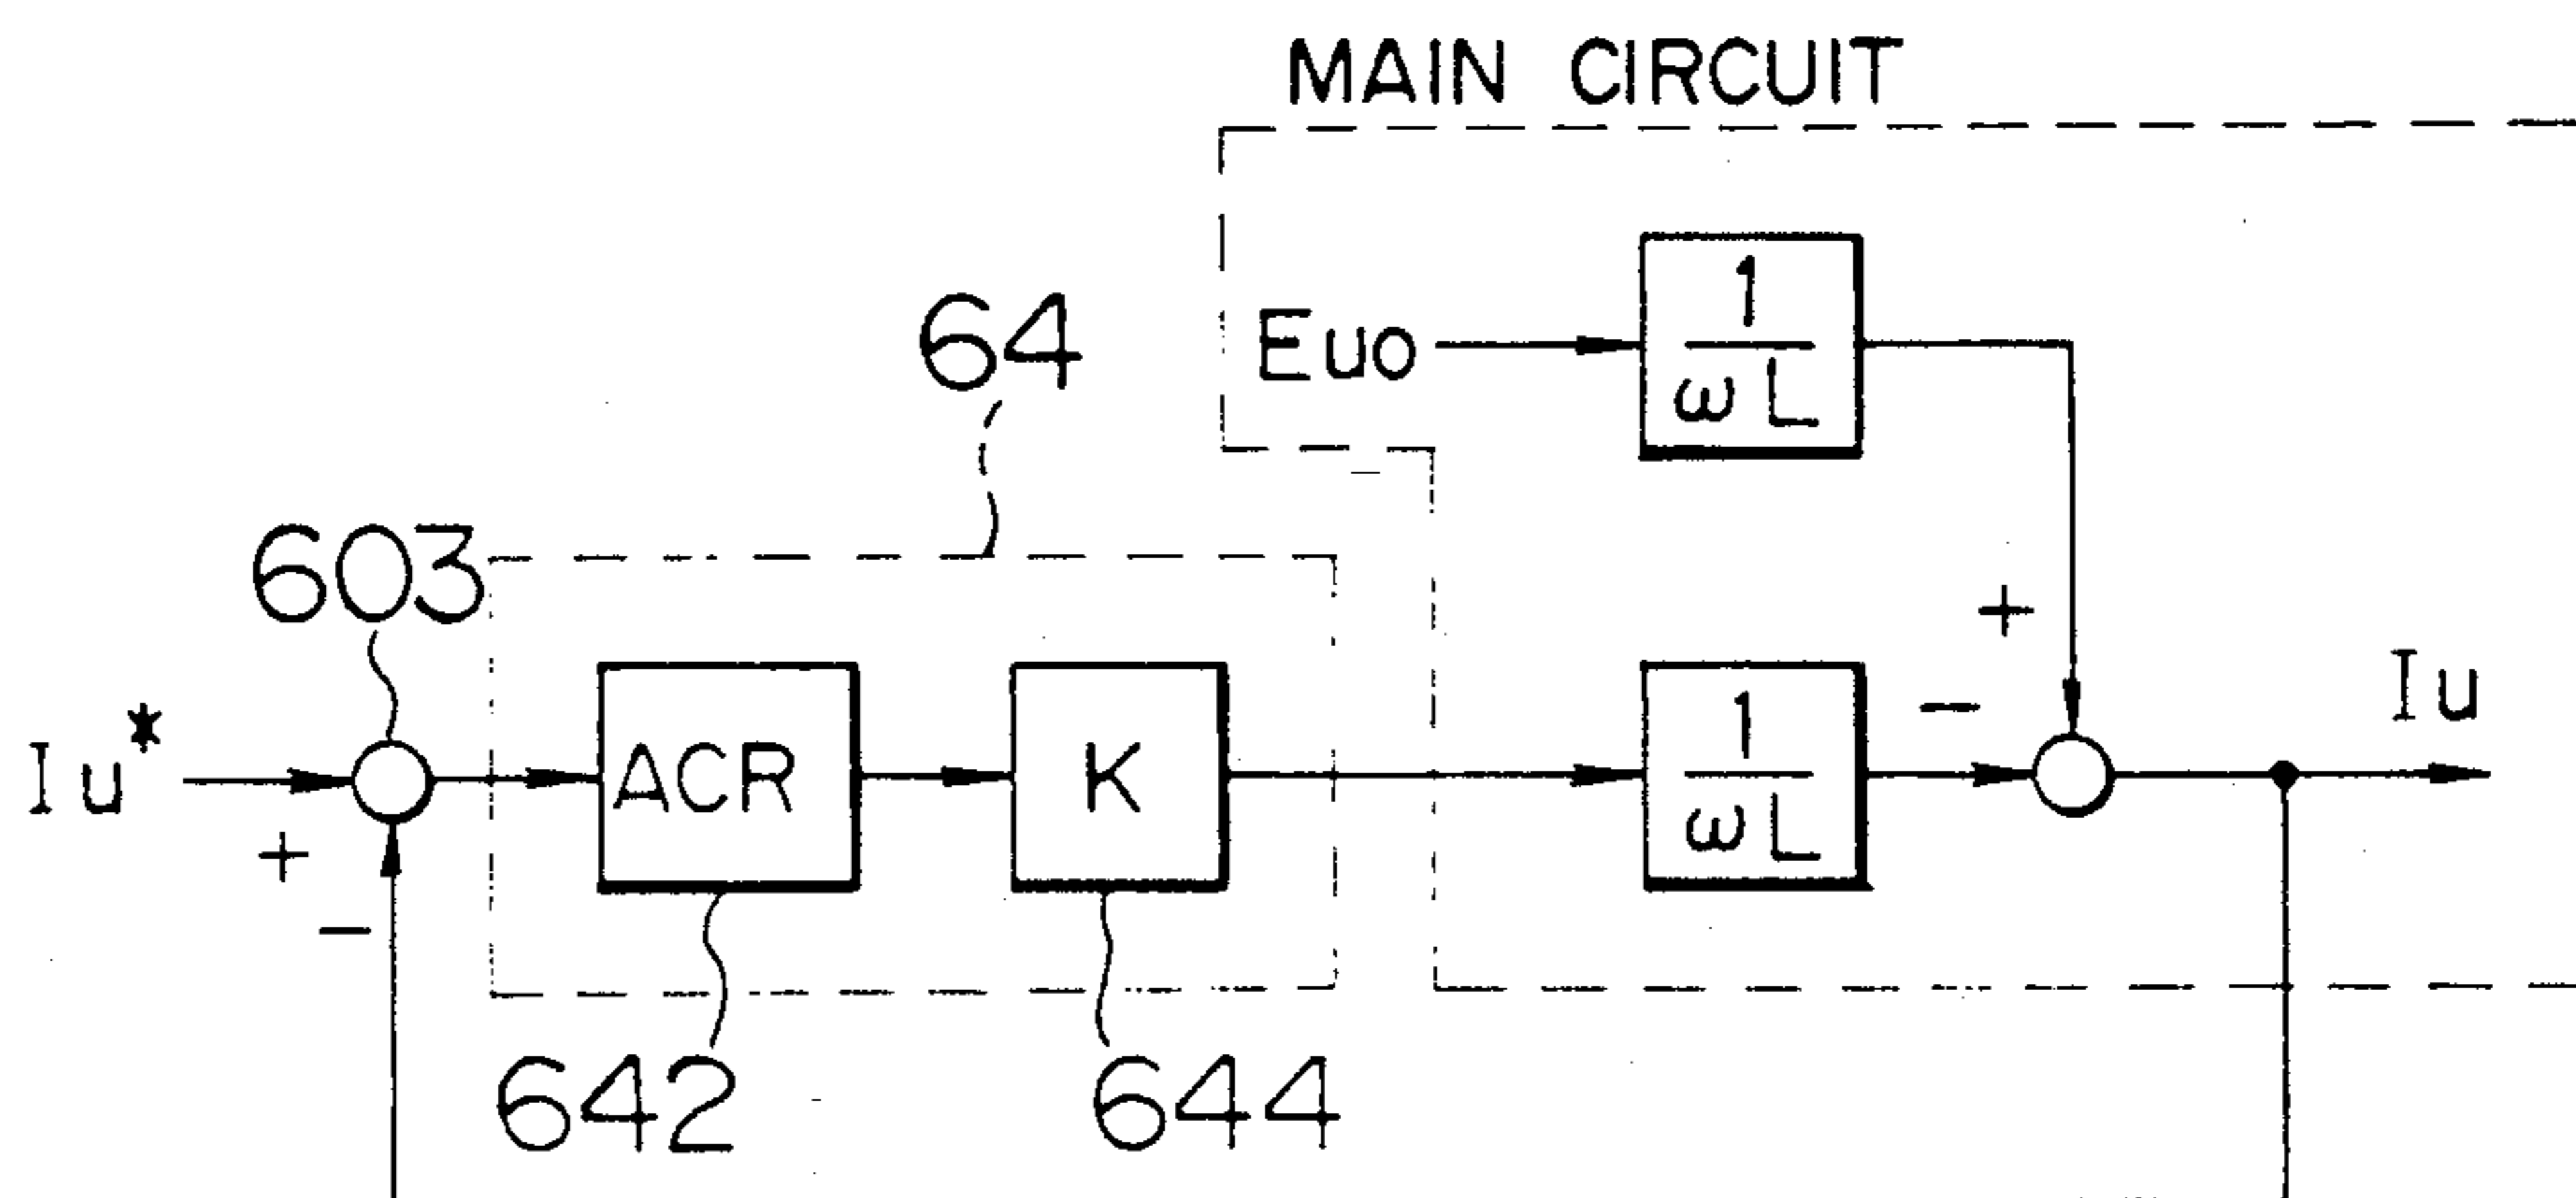 MAIN CIRCUIT
64
Euo
1
ωL
603
+
Iu*
ACR
K
1
ωL
−
Iu
+
−
642
644